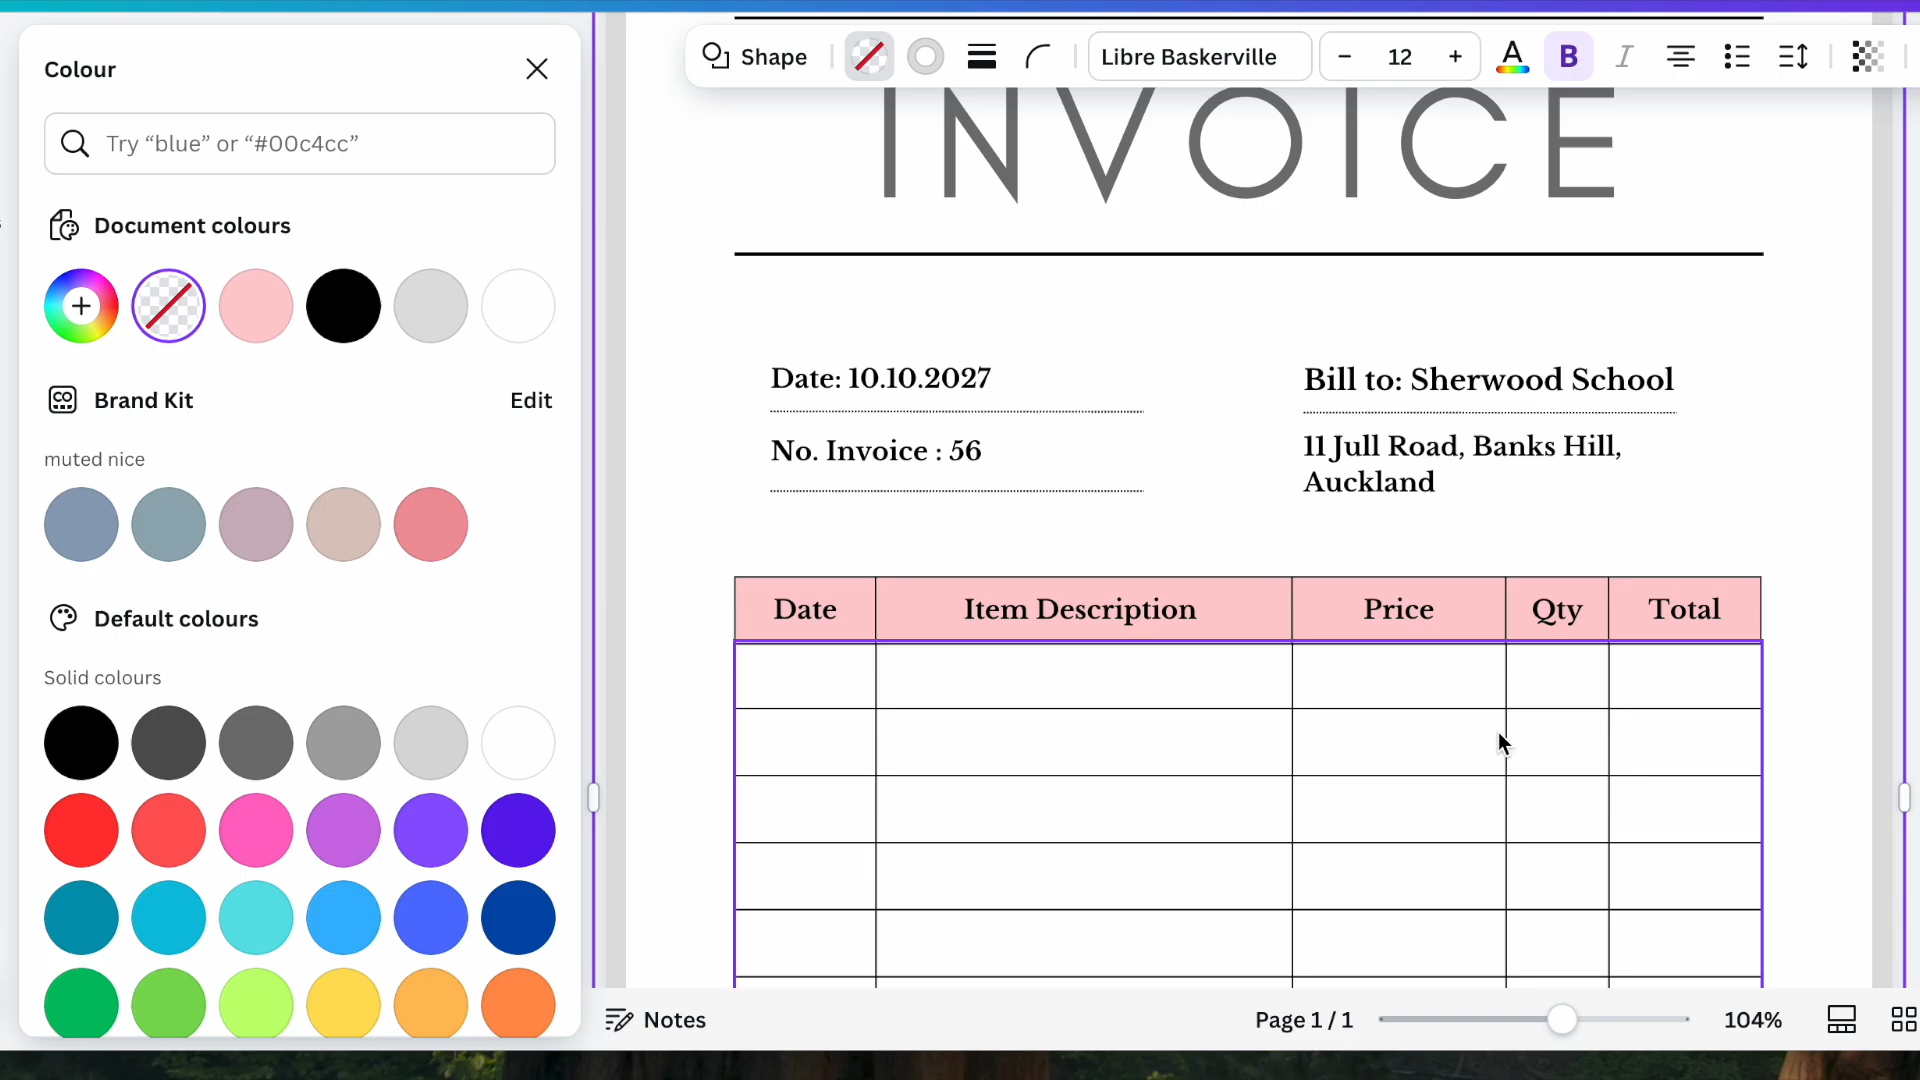 Colour
Try “blue” or “#00c4cc”
Document colours
Brand Kit
Edit
muted nice
Default colours
Solid colours
Shape
Libre Baskerville
– 12 +
A
B
I
INVOICE
Date: 10.10.2027
No. Invoice : 56
Bill to: Sherwood School
11 Jull Road, Banks Hill,
Auckland
Date Item Description Price Qty Total
Notes
Page 1 / 1
104%